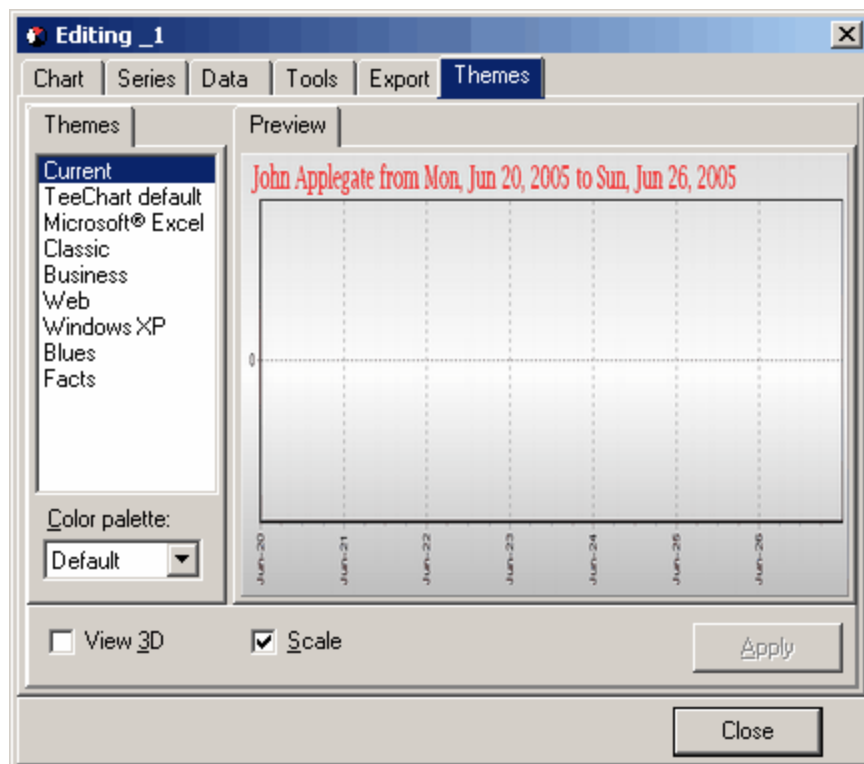 Editing _1
Chart Series Data Tools Export Themes
Themes
Current
TeeChart default
Microsoft® Excel
Classic
Business
Web
Windows XP
Blues
Facts
Color palette:
Default
Preview
John Applegate from Mon, Jun 20, 2005 to Sun, Jun 26, 2005
0
Jun-20 Jun-21 Jun-22 Jun-23 Jun-24 Jun-25 Jun-26
View 3D
Scale
Apply
Close